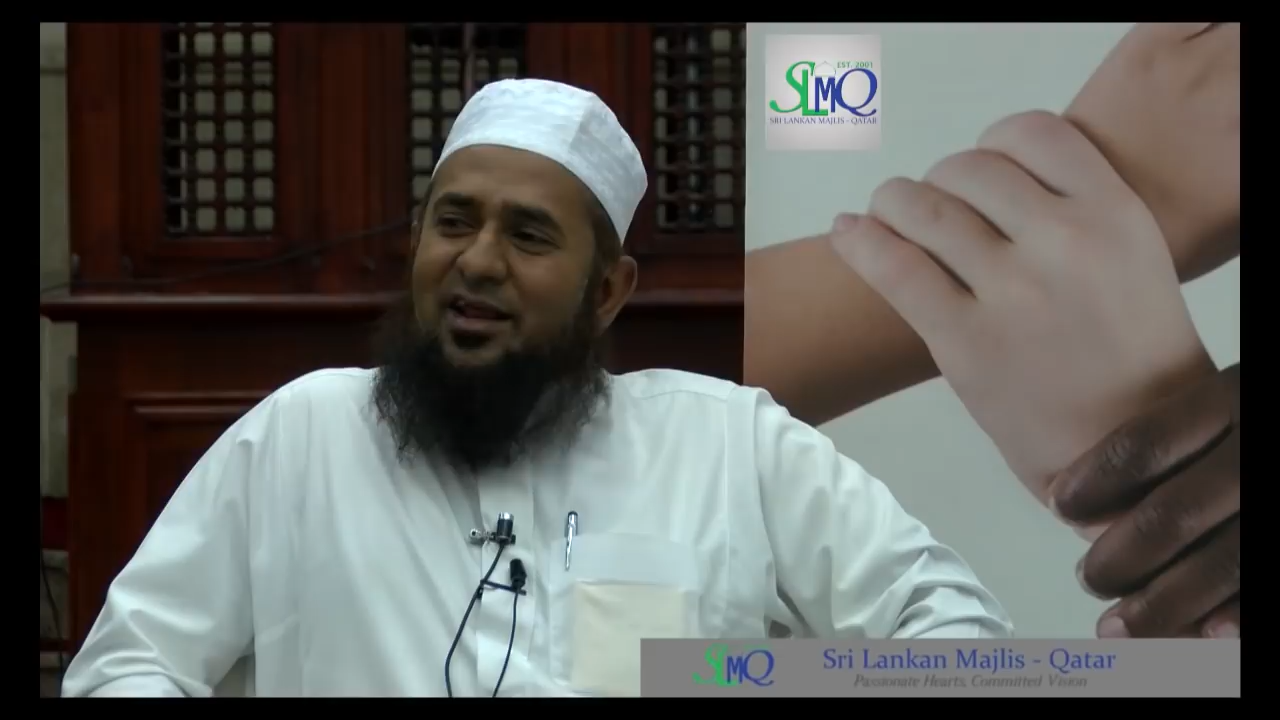 EST. 2001
SLMQ
SRI LANKAN MAJLIS - QATAR
SLMQ
Sri Lankan Majlis - Qatar
Passionate Hearts, Committed Vision